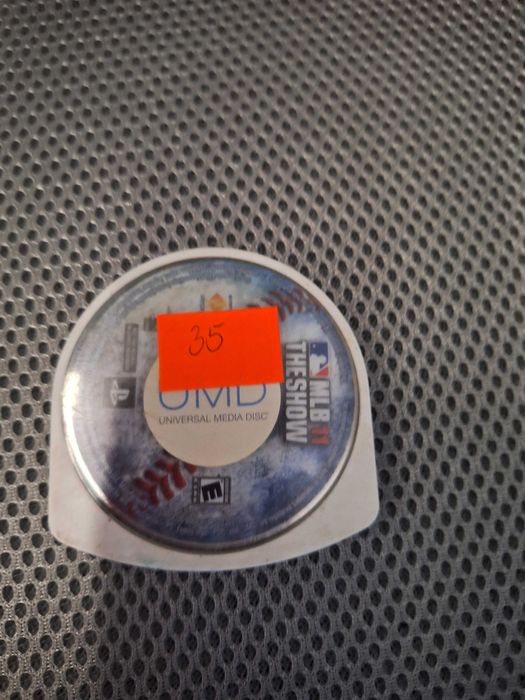 35
UMD
UNIVERSAL MEDIA DISC
MLB 11
THE SHOW
E